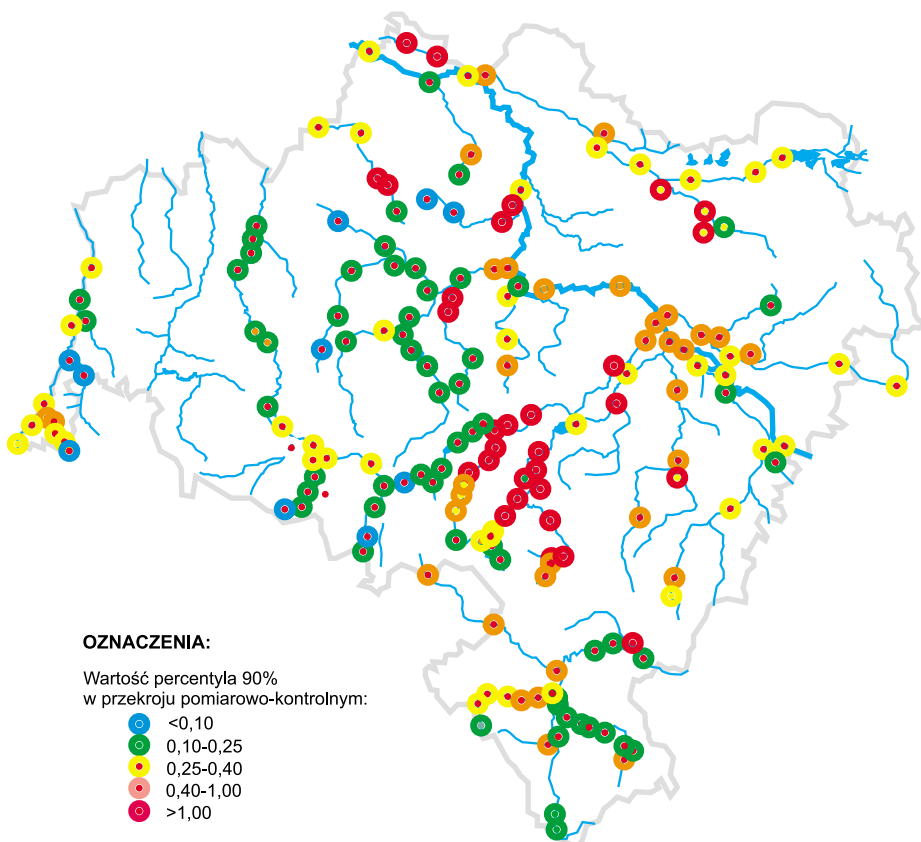 OZNACZENIA:
Wartość percentyla 90%
w przekroju pomiarowo-kontrolnym:
<0,10
0,10-0,25
0,25-0,40
0,40-1,00
>1,00